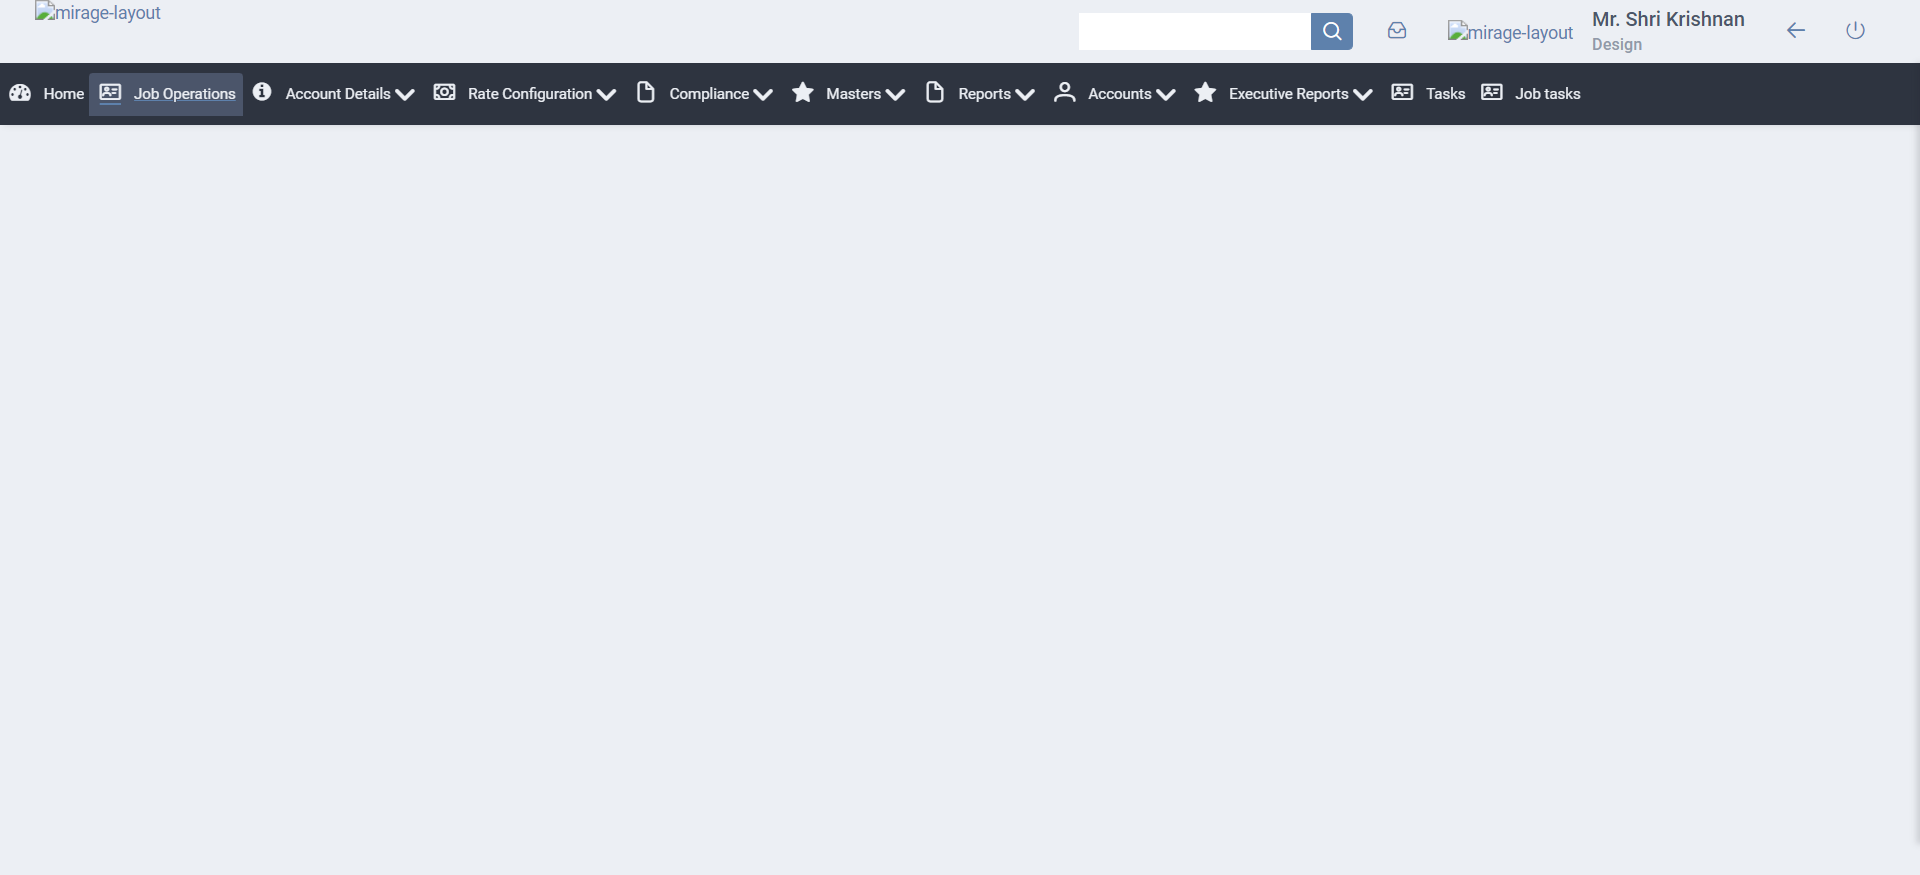 mirage-layout
mirage-layout
Mr. Shri Krishnan
Design
Home Job Operations Account Details Rate Configuration Compliance Masters Reports Accounts Executive Reports Tasks Job tasks